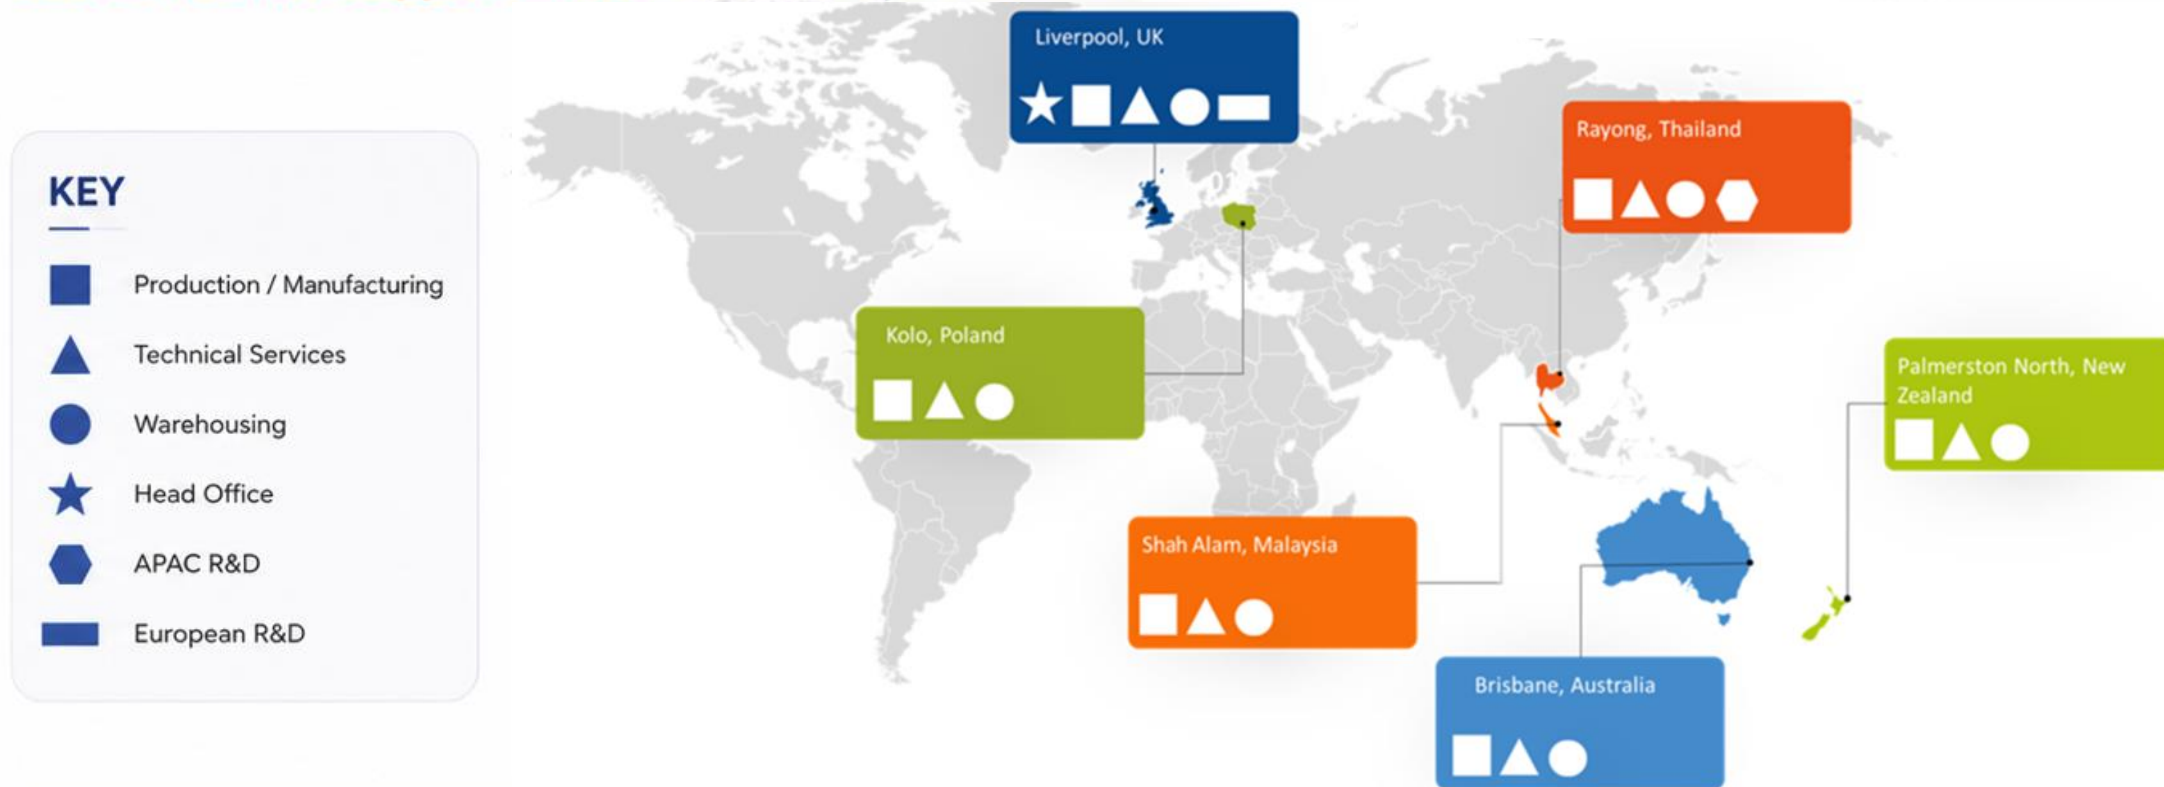 KEY
Production / Manufacturing
Technical Services
Warehousing
Head Office
APAC R&D
European R&D
Liverpool, UK
Rayong, Thailand
Kolo, Poland
Palmerston North, New
Zealand
Shah Alam, Malaysia
Brisbane, Australia